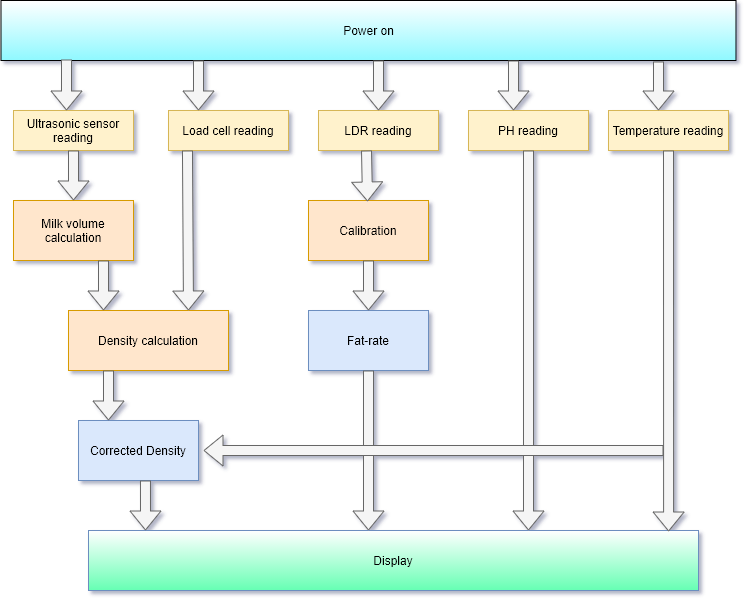 Power on
Ultrasonic sensor
reading
Load cell reading
LDR reading
PH reading
Temperature reading
Milk volume
calculation
Calibration
Density calculation
Fat-rate
Corrected Density
Display